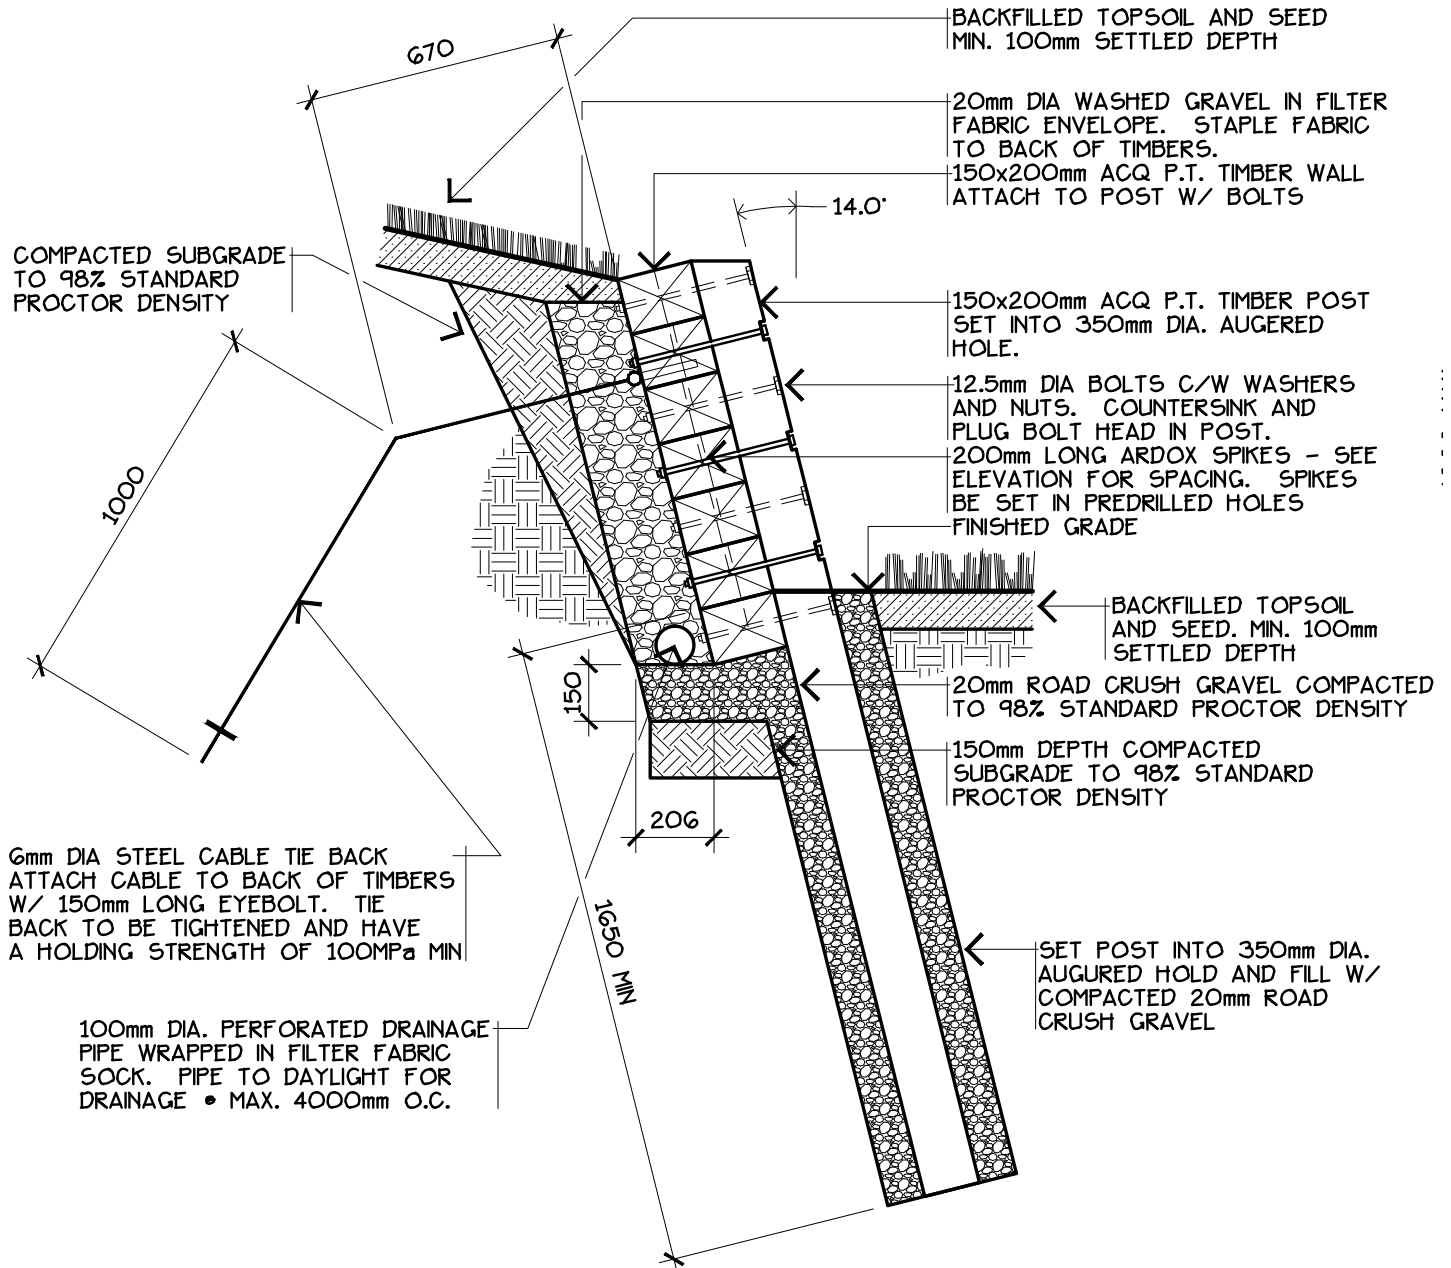 670
BACKFILLED TOPSOIL AND SEED
MIN. 100mm SETTLED DEPTH
20mm DIA WASHED GRAVEL IN FILTER
FABRIC ENVELOPE. STAPLE FABRIC
TO BACK OF TIMBERS.
150x200mm ACQ P.T. TIMBER WALL
ATTACH TO POST W/ BOLTS
14.0°
COMPACTED SUBGRADE
TO 98% STANDARD
PROCTOR DENSITY
150x200mm ACQ P.T. TIMBER POST
SET INTO 350mm DIA. AUGERED
HOLE.
12.5mm DIA BOLTS C/W WASHERS
AND NUTS. COUNTERSINK AND
PLUG BOLT HEAD IN POST.
200mm LONG ARDOX SPIKES - SEE
ELEVATION FOR SPACING. SPIKES
BE SET IN PREDRILLED HOLES
FINISHED GRADE
1000
BACKFILLED TOPSOIL
AND SEED. MIN. 100mm
SETTLED DEPTH
150
20mm ROAD CRUSH GRAVEL COMPACTED
TO 98% STANDARD PROCTOR DENSITY
150mm DEPTH COMPACTED
SUBGRADE TO 98% STANDARD
PROCTOR DENSITY
206
6mm DIA STEEL CABLE TIE BACK
ATTACH CABLE TO BACK OF TIMBERS
W/ 150mm LONG EYEBOLT. TIE
BACK TO BE TIGHTENED AND HAVE
A HOLDING STRENGTH OF 100MPa MIN
1650 MIN
SET POST INTO 350mm DIA.
AUGURED HOLD AND FILL W/
COMPACTED 20mm ROAD
CRUSH GRAVEL
100mm DIA. PERFORATED DRAINAGE
PIPE WRAPPED IN FILTER FABRIC
SOCK. PIPE TO DAYLIGHT FOR
DRAINAGE @ MAX. 4000mm O.C.